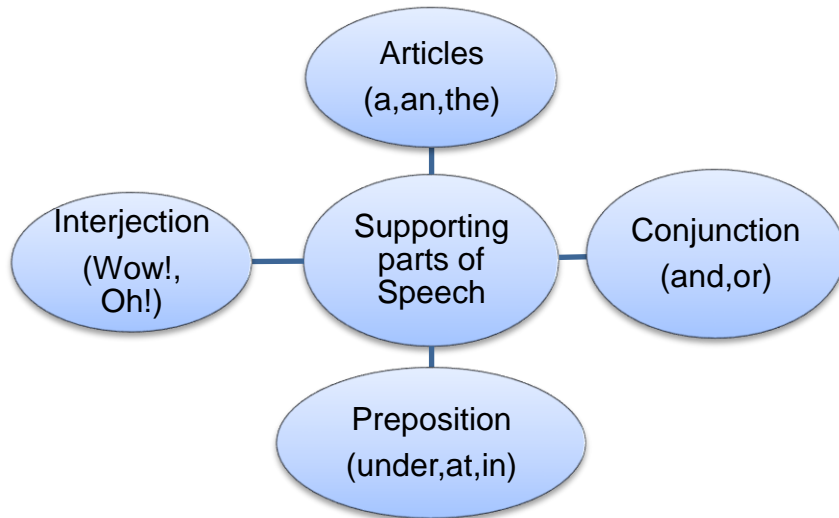 Articles
(a,an,the)
Interjection
(Wow!,
Oh!)
Supporting
parts of
Speech
Conjunction
(and,or)
Preposition
(under,at,in)